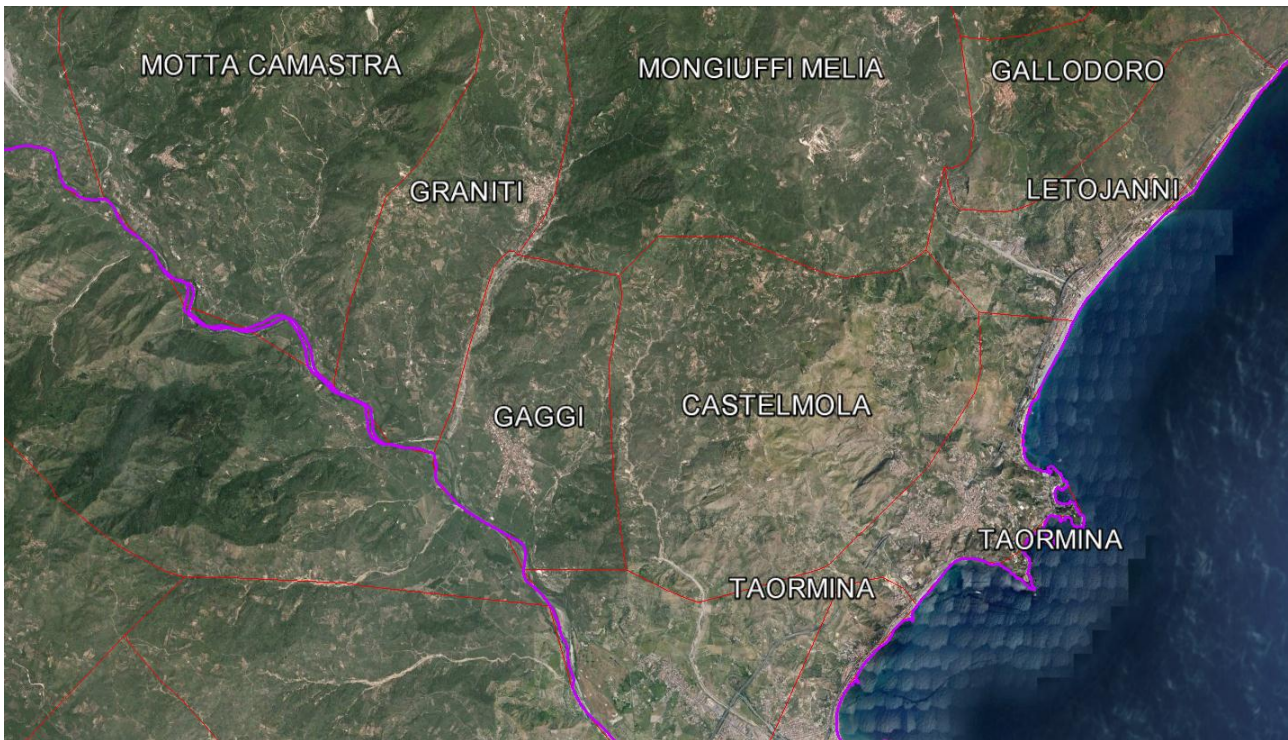 MOTTA CAMASTRA
MONGIUFFI MELIA
GALLODORO
GRANITI
LETOJANNI
GAGGI
CASTELMOLA
TAORMINA
TAORMINA